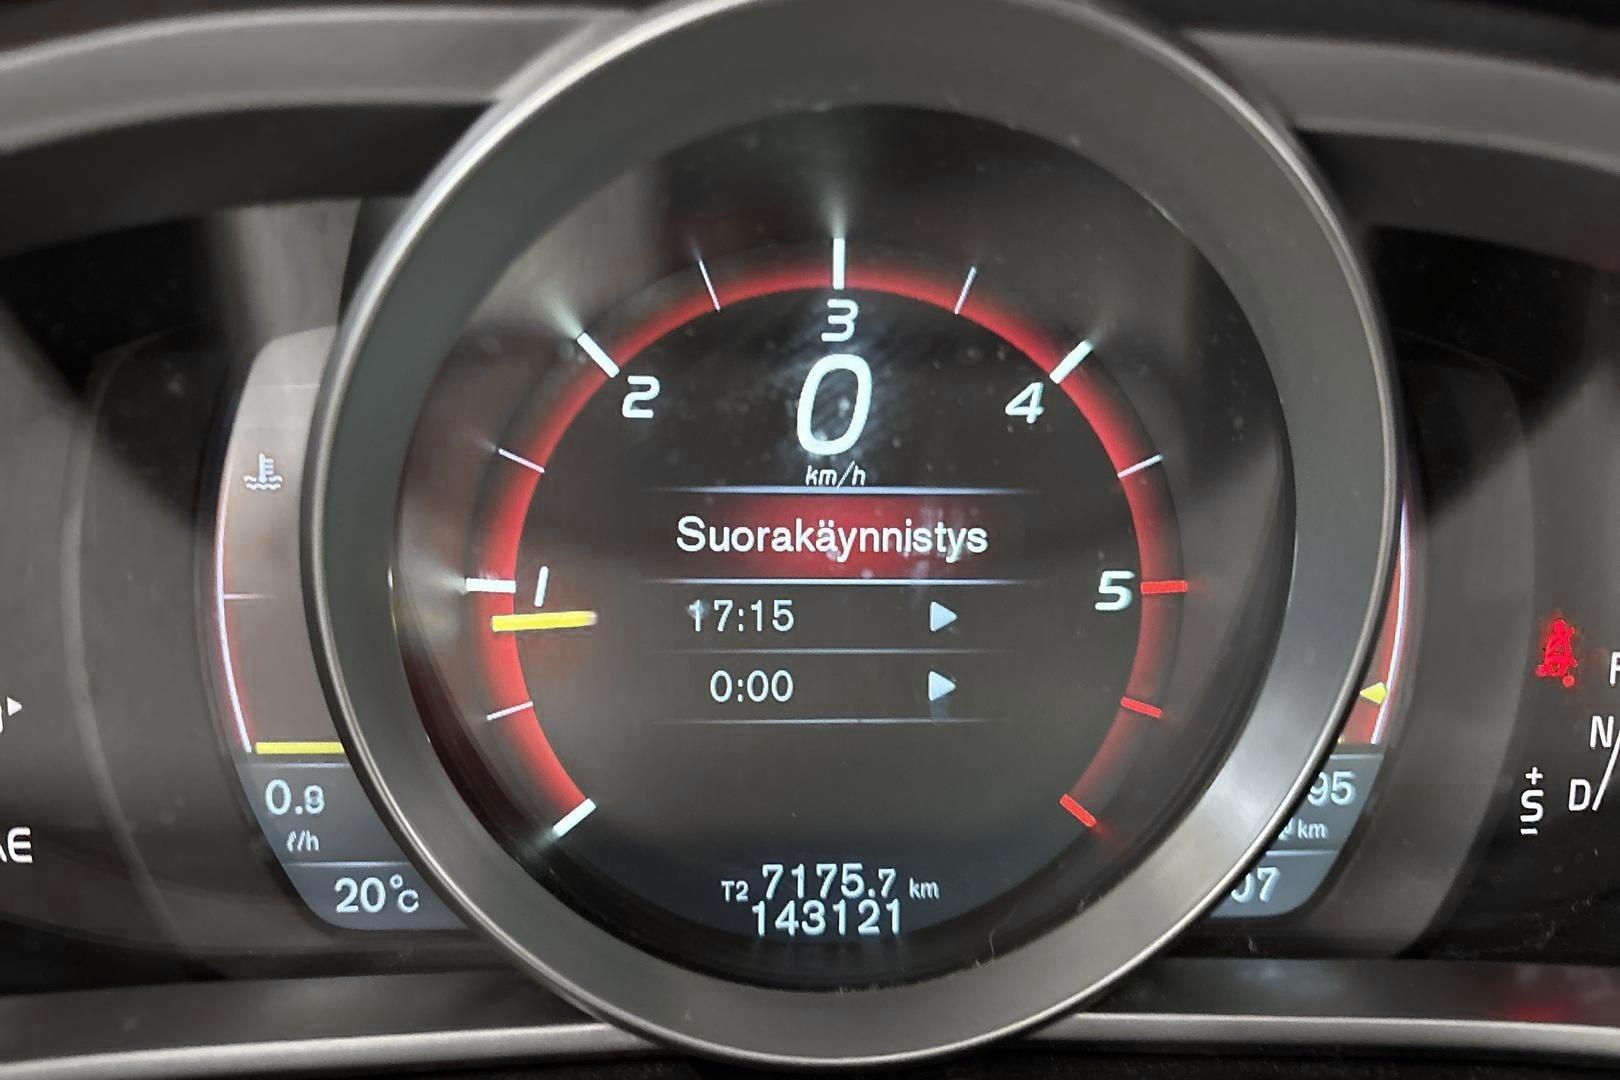 3
2
4
0
km/h
Suorakäynnistys
1
5
17:15
0:00
N
D/
+
S
−
0.8
ℓ/h
95
km
20°C
07
T2 7175.7 km
143121